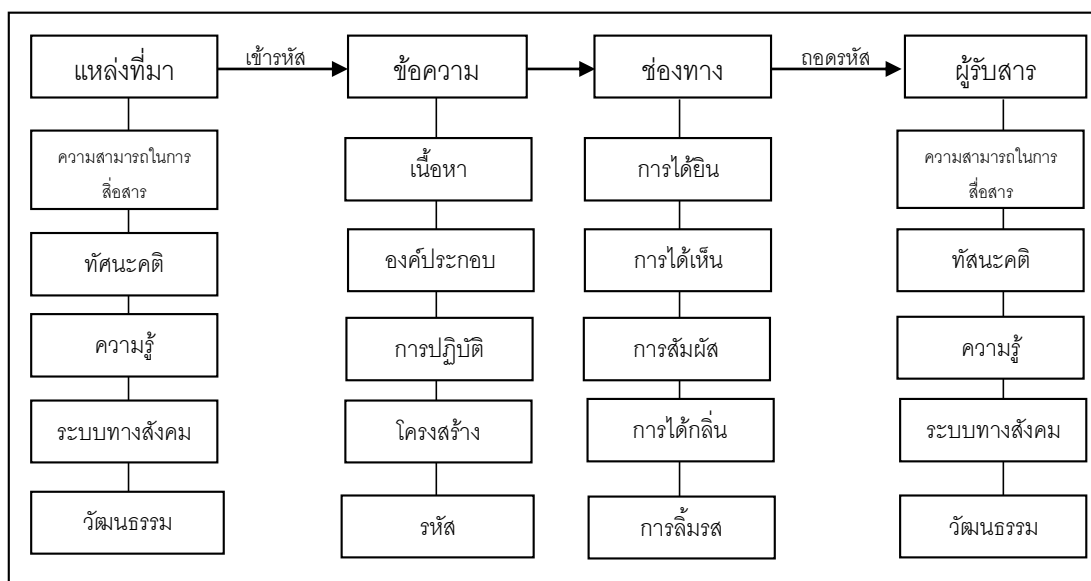 แหล่งที่มา
เข้ารหัส
ข้อความ
ช่องทาง
ถอดรหัส
ผู้รับสาร
ความสามารถในการ
สื่อสาร
ทัศนะคติ
ความรู้
ระบบทางสังคม
วัฒนธรรม
เนื้อหา
องค์ประกอบ
การปฏิบัติ
โครงสร้าง
รหัส
การได้ยิน
การได้เห็น
การสัมผัส
การได้กลิ่น
การลิ้มรส
ความสามารถในการ
สื่อสาร
ทัสนะคติ
ความรู้
ระบบทางสังคม
วัฒนธรรม